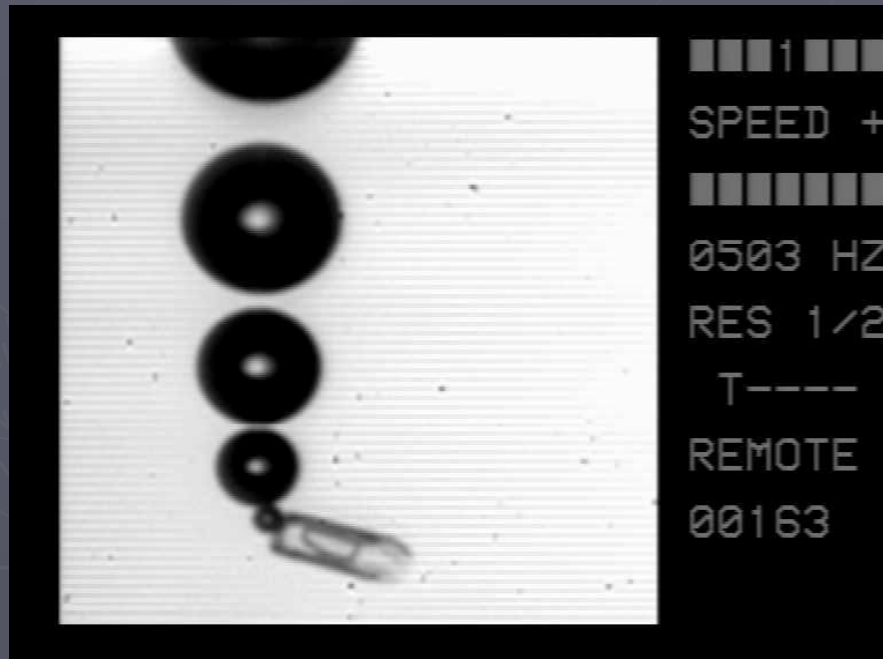 1
SPEED +
0503 HZ
RES 1/2
T----
REMOTE
00163